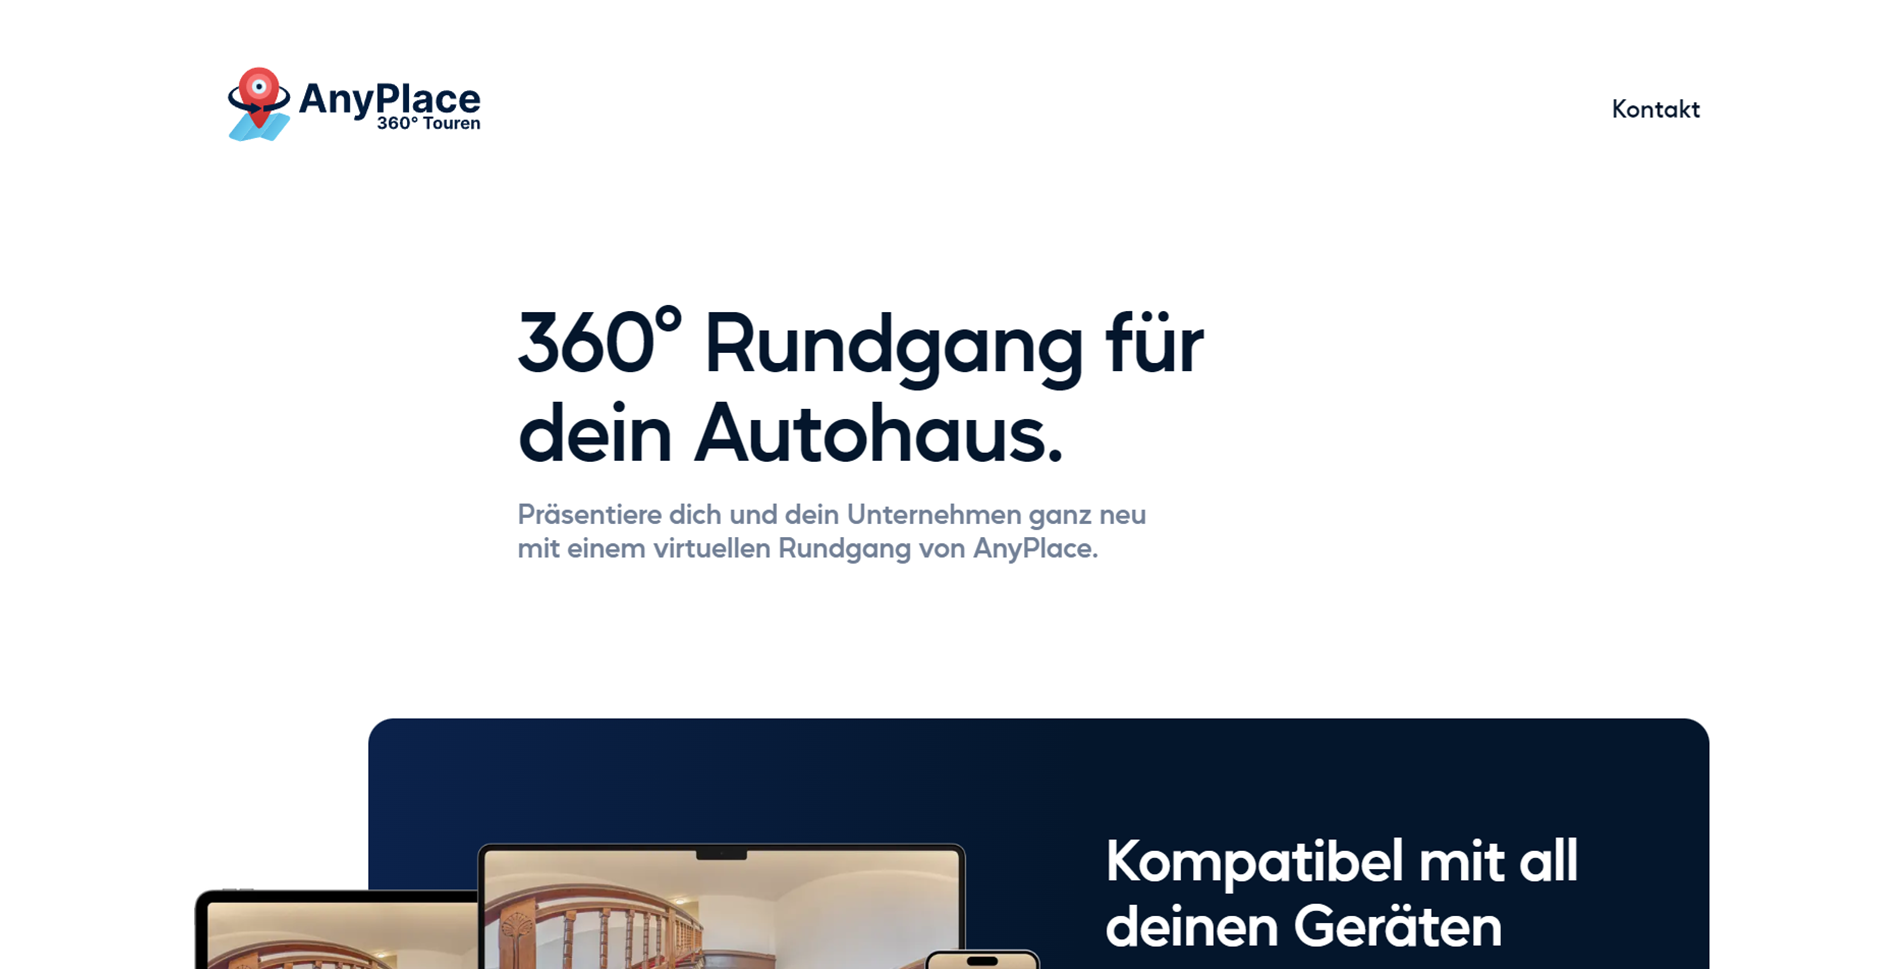 AnyPlace
360° Touren
Kontakt
360° Rundgang für
dein Autohaus.
Präsentiere dich und dein Unternehmen ganz neu
mit einem virtuellen Rundgang von AnyPlace.
Kompatibel mit all
deinen Geräten